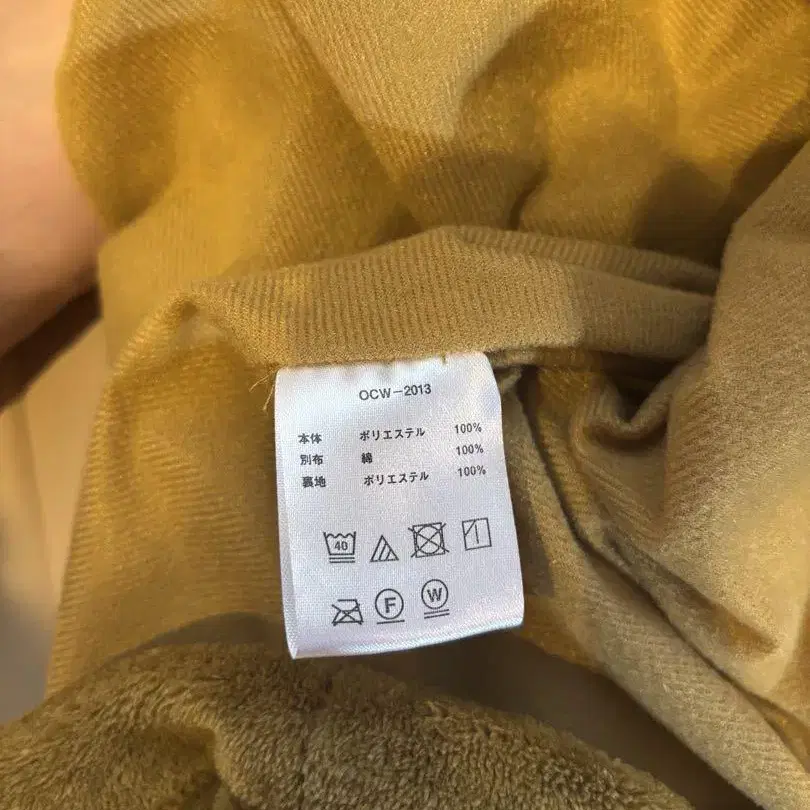 OCW-2013
本体 ポリエステル 100%
別布 綿 100%
裏地 ポリエステル 100%
40
F W